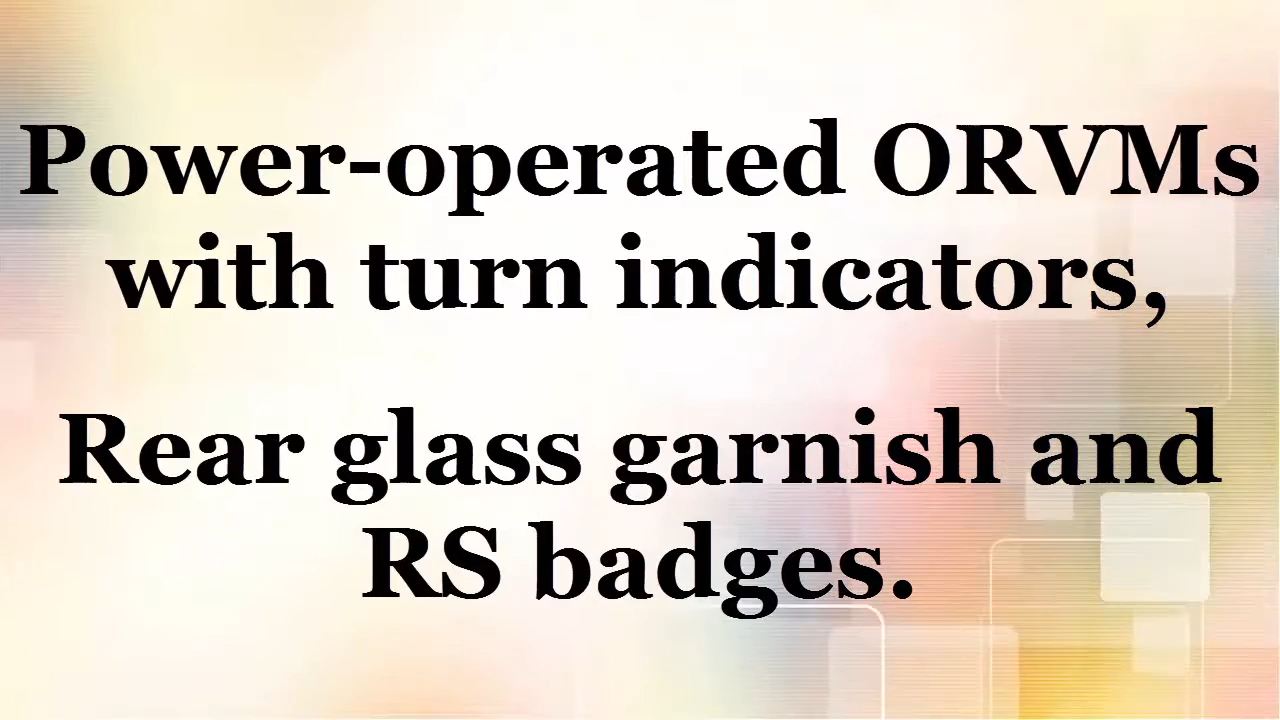 Power-operated ORVMs
with turn indicators,
Rear glass garnish and
RS badges.